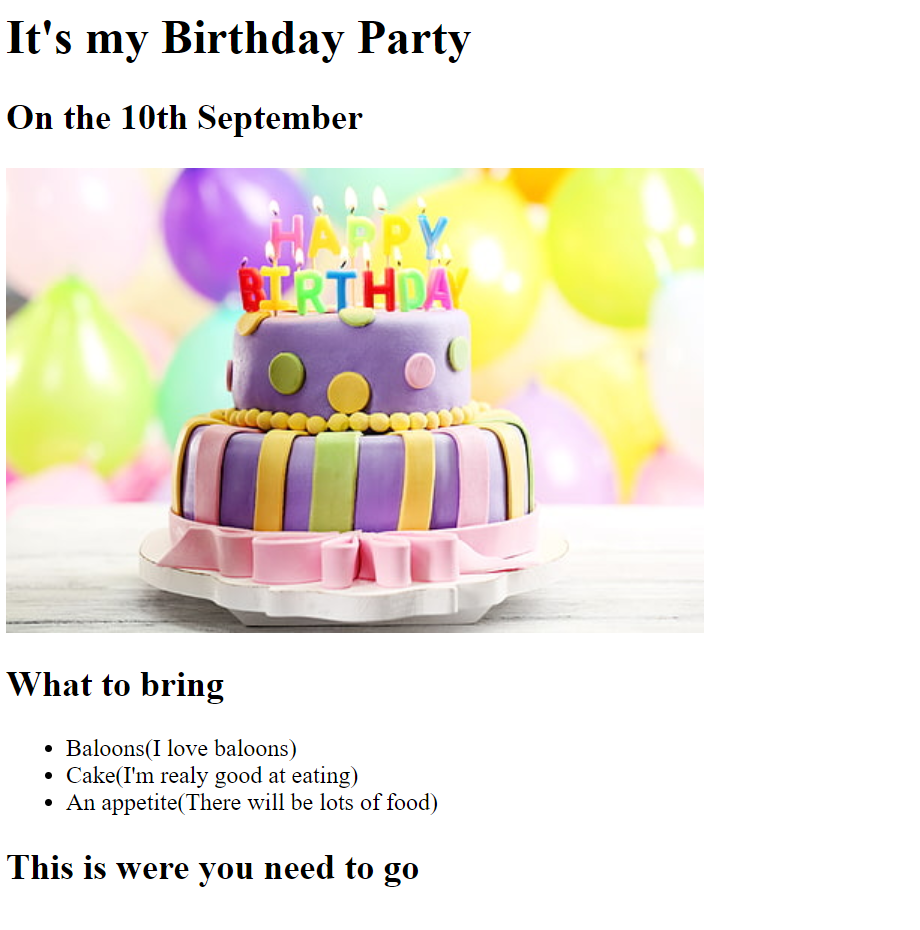 It's my Birthday Party
On the 10th September
HAPPY
BIRTHDAY
What to bring
Baloons(I love baloons)
Cake(I'm realy good at eating)
An appetite(There will be lots of food)
This is were you need to go